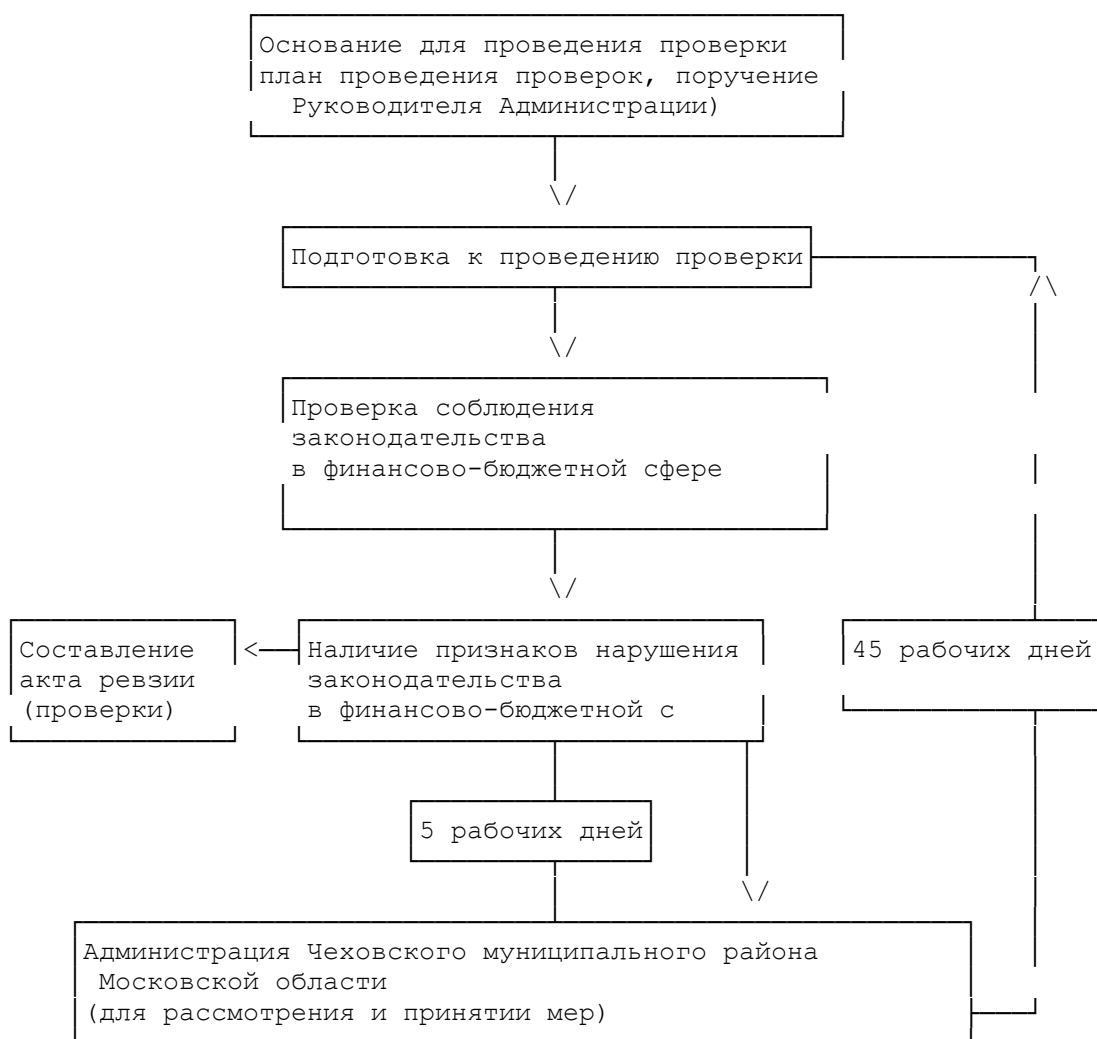 Основание для проведения проверки
план проведения проверок, поручение
Руководителя Администрации)
Подготовка к проведению проверки
Проверка соблюдения
законодательства
в финансово-бюджетной сфере
Составление
акта ревзии
(проверки)
Наличие признаков нарушения
законодательства
в финансово-бюджетной с
45 рабочих дней
5 рабочих дней
Администрация Чеховского муниципального района
Московской области
(для рассмотрения и принятии мер)